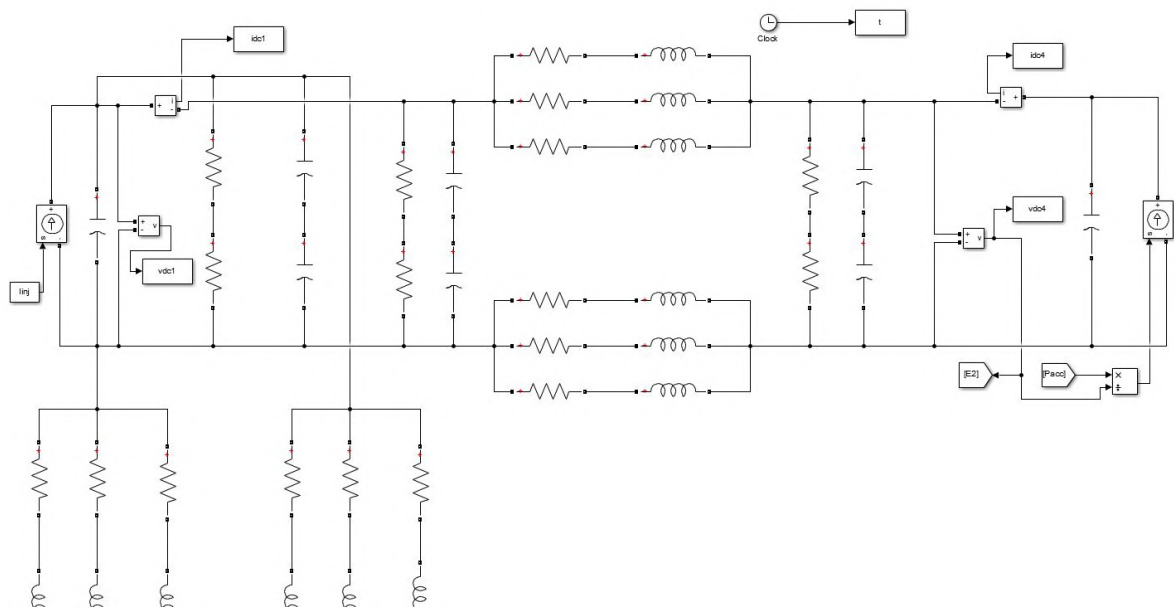 idc1
Clock
t
idc4
i
+
-
i
-
+
+
-
v
vdc1
+
s
-
Iinj
+
-
v
vdc4
+
s
-
[E2]
[Pacc]
×
÷